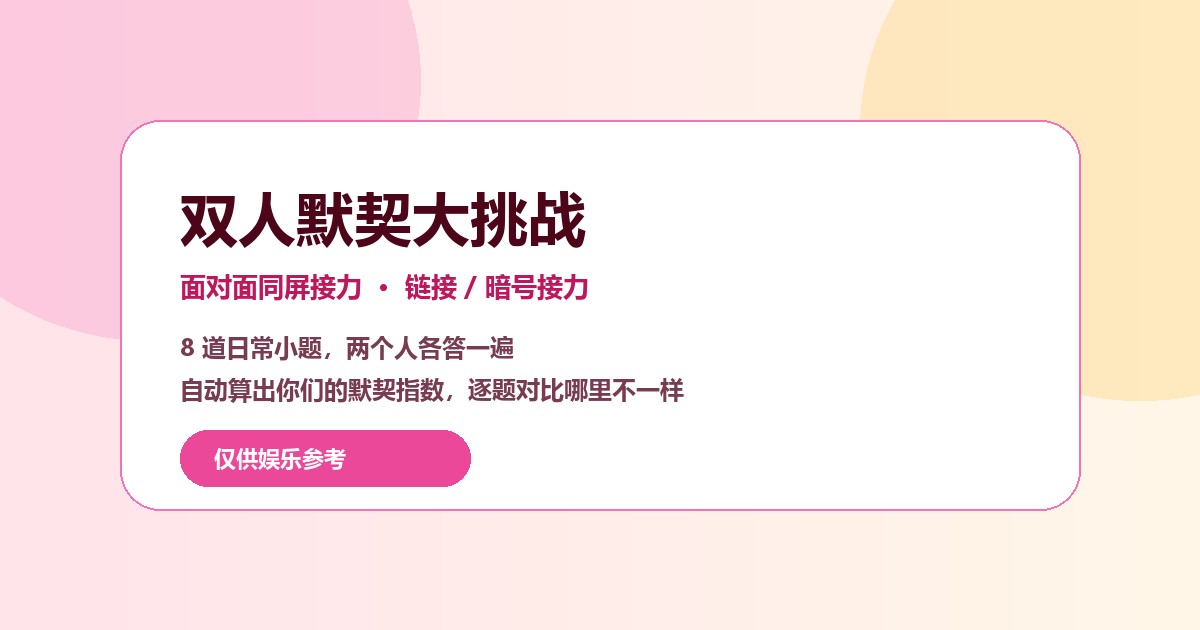 双人默契大挑战
面对面同屏接力 · 链接 / 暗号接力
8 道日常小题，两个人各答一遍
自动算出你们的默契指数，逐题对比哪里不一样
仅供娱乐参考